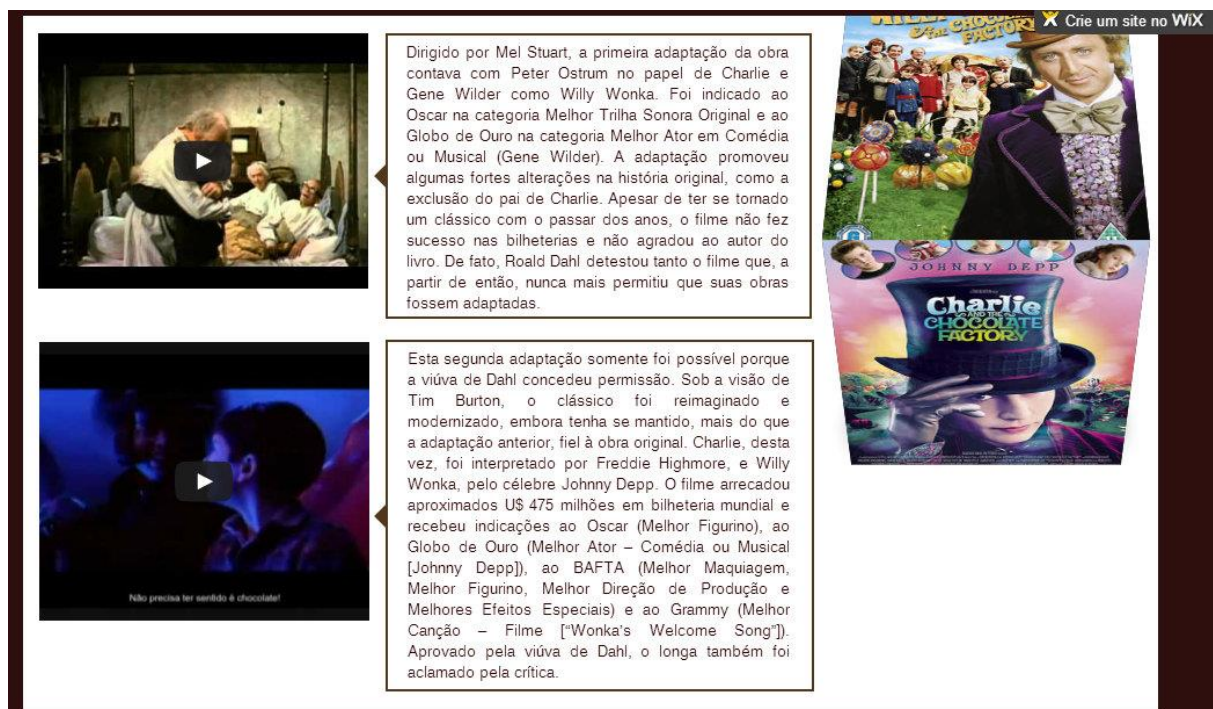 Crie um site no WiX
Dirigido por Mel Stuart, a primeira adaptação da obra
contava com Peter Ostrum no papel de Charlie e
Gene Wilder como Willy Wonka. Foi indicado ao
Oscar na categoria Melhor Trilha Sonora Original e ao
Globo de Ouro na categoria Melhor Ator em Comédia
ou Musical (Gene Wilder). A adaptação promoveu
algumas fortes alterações na história original, como a
exclusão do pai de Charlie. Apesar de ter se tornado
um clássico com o passar dos anos, o filme não fez
sucesso nas bilheterias e não agradou ao autor do
livro. De fato, Roald Dahl detestou tanto o filme que, a
partir de então, nunca mais permitiu que suas obras
fossem adaptadas.
WILLY WONKA
& THE CHOCOLATE
FACTORY
JOHNNY DEPP
Charlie
AND THE
CHOCOLATE
FACTORY
Esta segunda adaptação somente foi possível porque
a viúva de Dahl concedeu permissão. Sob a visão de
Tim Burton, o clássico foi reimaginado e
modernizado, embora tenha se mantido, mais do que
a adaptação anterior, fiel à obra original. Charlie, desta
vez, foi interpretado por Freddie Highmore, e Willy
Wonka, pelo célebre Johnny Depp. O filme arrecadou
aproximados U$ 475 milhões em bilheteria mundial e
recebeu indicações ao Oscar (Melhor Figurino), ao
Globo de Ouro (Melhor Ator – Comédia ou Musical
[Johnny Depp]), ao BAFTA (Melhor Maquiagem,
Melhor Figurino, Melhor Direção de Produção e
Melhores Efeitos Especiais) e ao Grammy (Melhor
Canção – Filme [“Wonka's Welcome Song”]).
Aprovado pela viúva de Dahl, o longa também foi
aclamado pela crítica.
Não precisa ter sentido é chocolate!